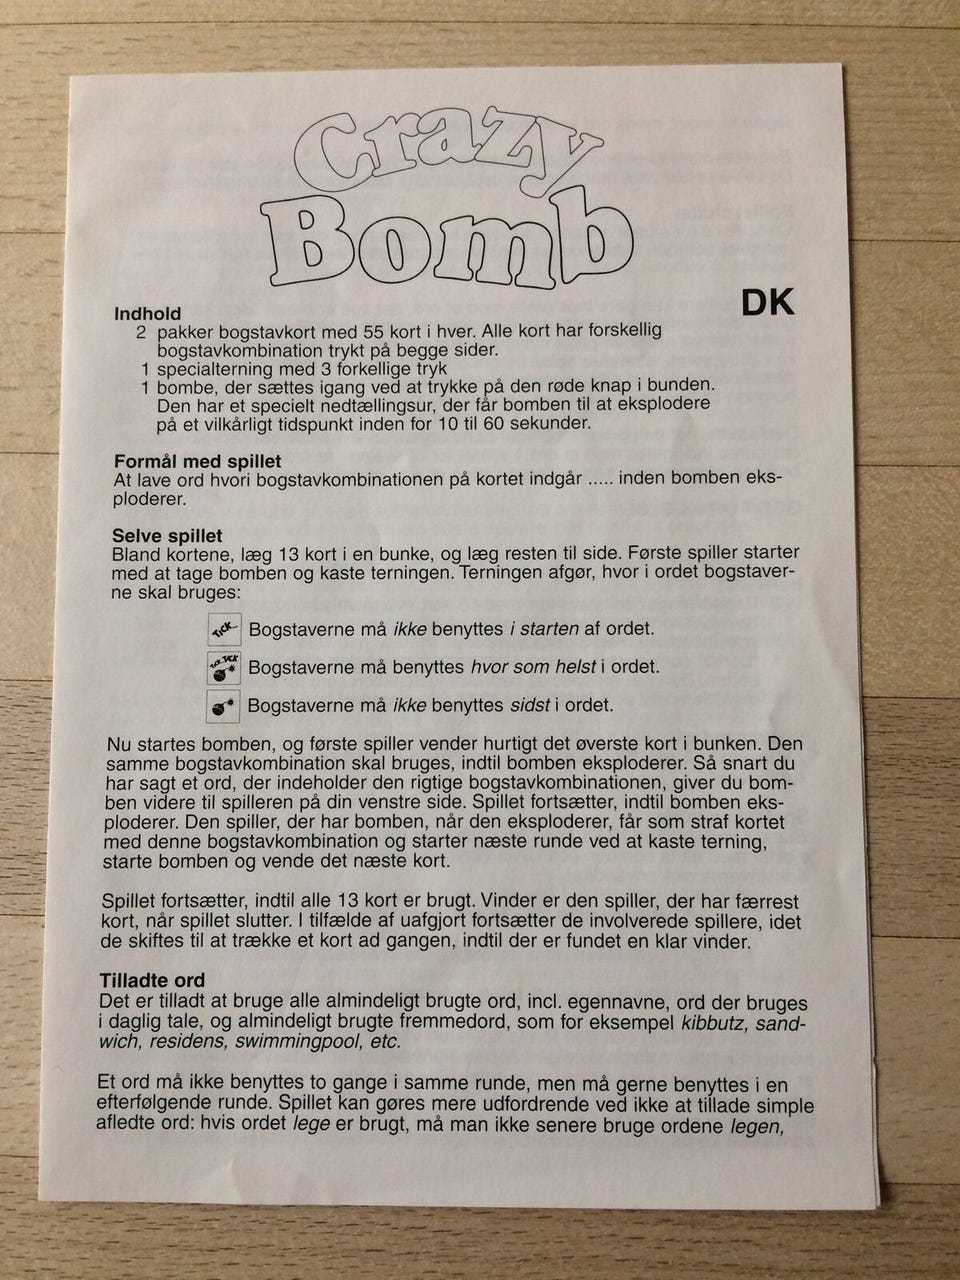 Crazy
Bomb
DK
Indhold
2 pakker bogstavkort med 55 kort i hver. Alle kort har forskellig
bogstavkombination trykt på begge sider.
1 specialterning med 3 forkellige tryk
1 bombe, der sættes igang ved at trykke på den røde knap i bunden.
Den har et specielt nedtællingsur, der får bomben til at eksplodere
på et vilkårligt tidspunkt inden for 10 til 60 sekunder.
Formål med spillet
At lave ord hvori bogstavkombinationen på kortet indgår ..... inden bomben eks-
ploderer.
Selve spillet
Bland kortene, læg 13 kort i en bunke, og læg resten til side. Første spiller starter
med at tage bomben og kaste terningen. Terningen afgør, hvor i ordet bogstaver-
ne skal bruges:
TICK Bogstaverne må ikke benyttes i starten af ordet.
Bogstaverne må benyttes hvor som helst i ordet.
Bogstaverne må ikke benyttes sidst i ordet.
Nu startes bomben, og første spiller vender hurtigt det øverste kort i bunken. Den
samme bogstavkombination skal bruges, indtil bomben eksploderer. Så snart du
har sagt et ord, der indeholder den rigtige bogstavkombinationen, giver du bom-
ben videre til spilleren på din venstre side. Spillet fortsætter, indtil bomben eks-
ploderer. Den spiller, der har bomben, når den eksploderer, får som straf kortet
med denne bogstavkombination og starter næste runde ved at kaste terning,
starte bomben og vende det næste kort.
Spillet fortsætter, indtil alle 13 kort er brugt. Vinder er den spiller, der har færrest
kort, når spillet slutter. I tilfælde af uafgjort fortsætter de involverede spillere, idet
de skiftes til at trække et kort ad gangen, indtil der er fundet en klar vinder.
Tilladte ord
Det er tilladt at bruge alle almindeligt brugte ord, incl. egennavne, ord der bruges
i daglig tale, og almindeligt brugte fremmedord, som for eksempel kibbutz, sand-
wich, residens, swimmingpool, etc.
Et ord må ikke benyttes to gange i samme runde, men må gerne benyttes i en
efterfølgende runde. Spillet kan gøres mere udfordrende ved ikke at tillade simple
afledte ord: hvis ordet lege er brugt, må man ikke senere bruge ordene legen,